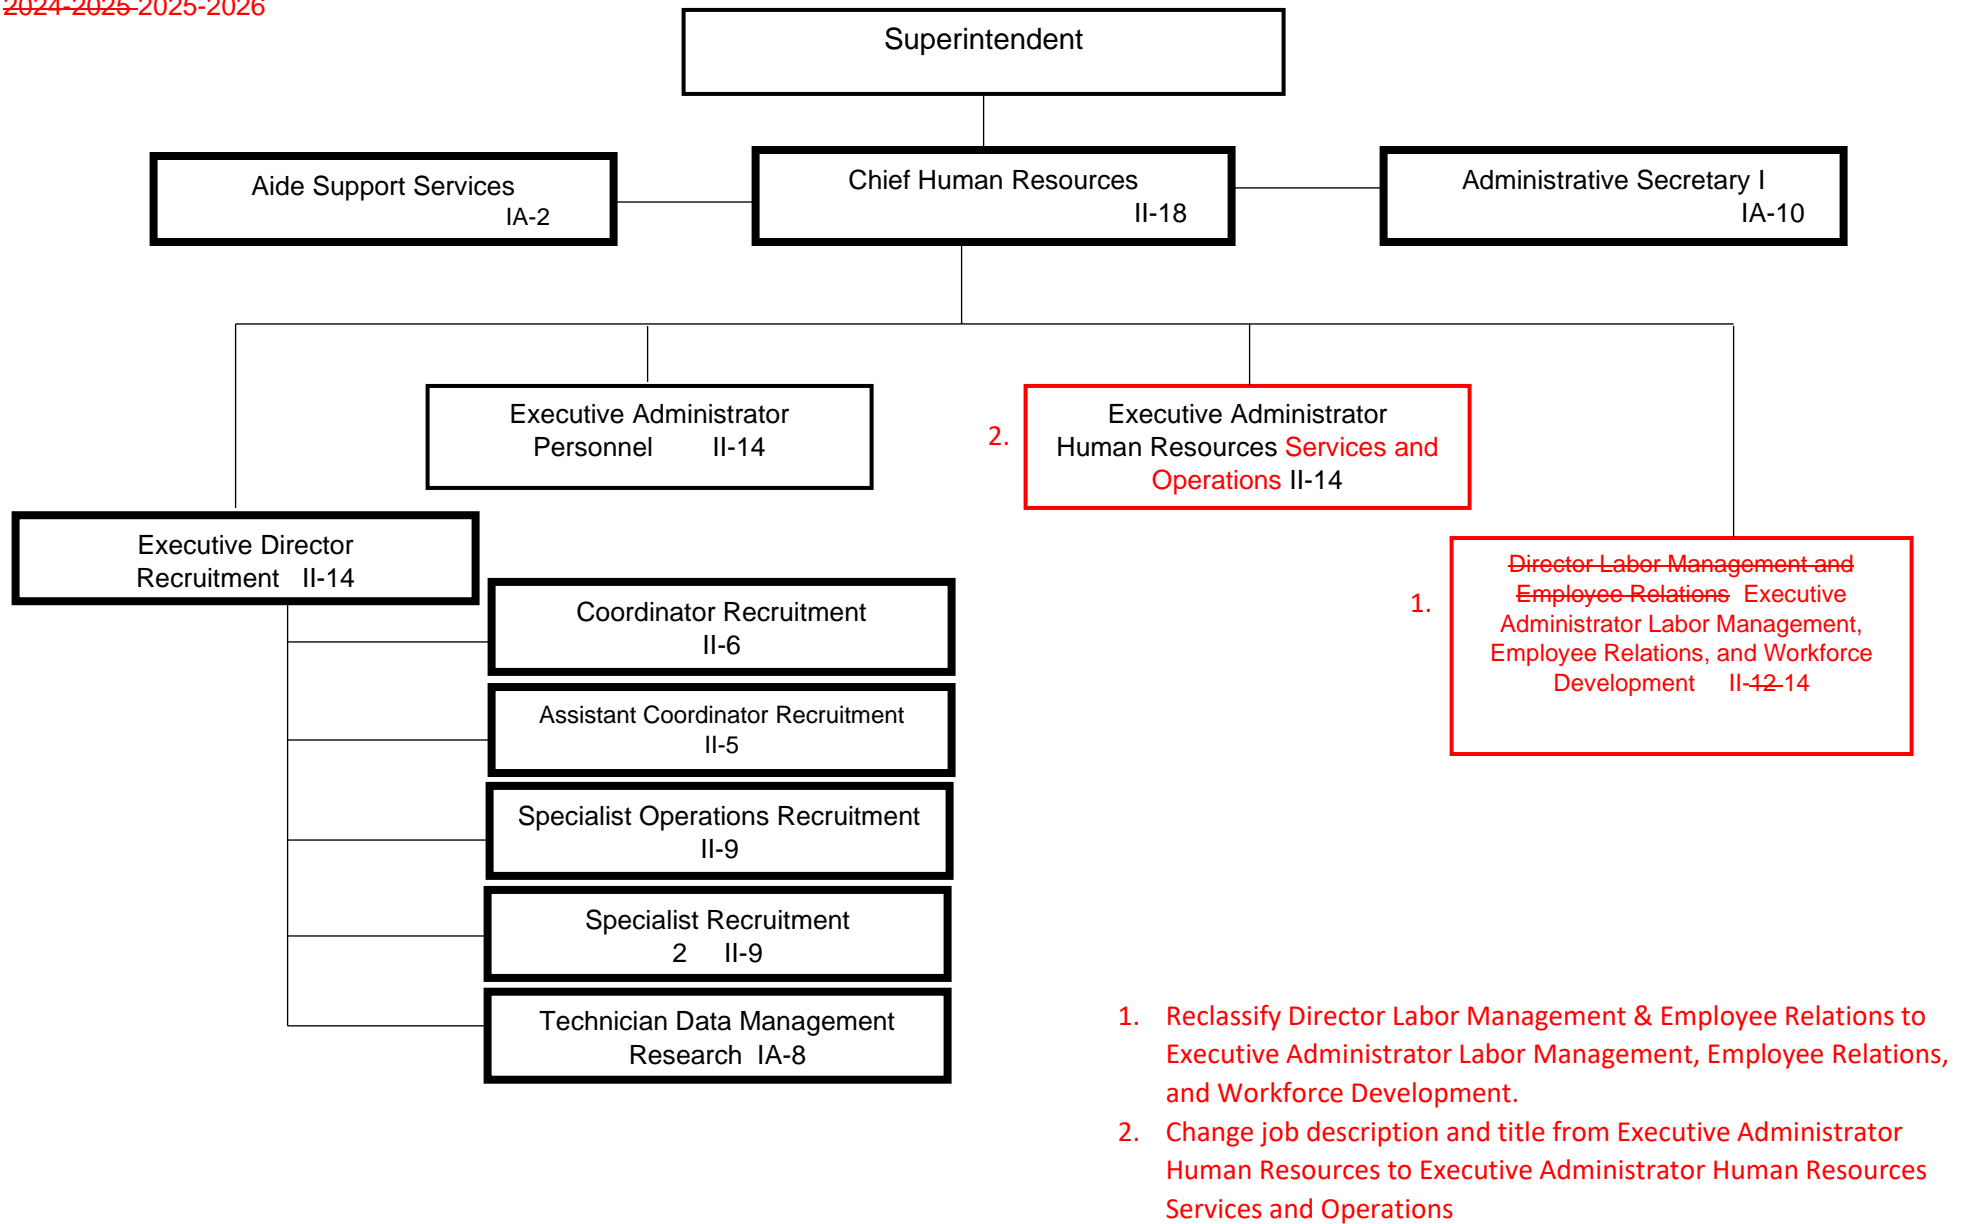 2024-2025 2025-2026
Superintendent
Aide Support Services
IA-2
Chief Human Resources
II-18
Administrative Secretary I
IA-10
Executive Administrator
Personnel II-14
2.
Executive Administrator
Human Resources Services and
Operations II-14
Executive Director
Recruitment II-14
1.
Director Labor Management and
Employee Relations Executive
Administrator Labor Management,
Employee Relations, and Workforce
Development II-12 14
Coordinator Recruitment
II-6
Assistant Coordinator Recruitment
II-5
Specialist Operations Recruitment
II-9
Specialist Recruitment
2 II-9
Technician Data Management
Research IA-8
1. Reclassify Director Labor Management & Employee Relations to
Executive Administrator Labor Management, Employee Relations,
and Workforce Development.
2. Change job description and title from Executive Administrator
Human Resources to Executive Administrator Human Resources
Services and Operations